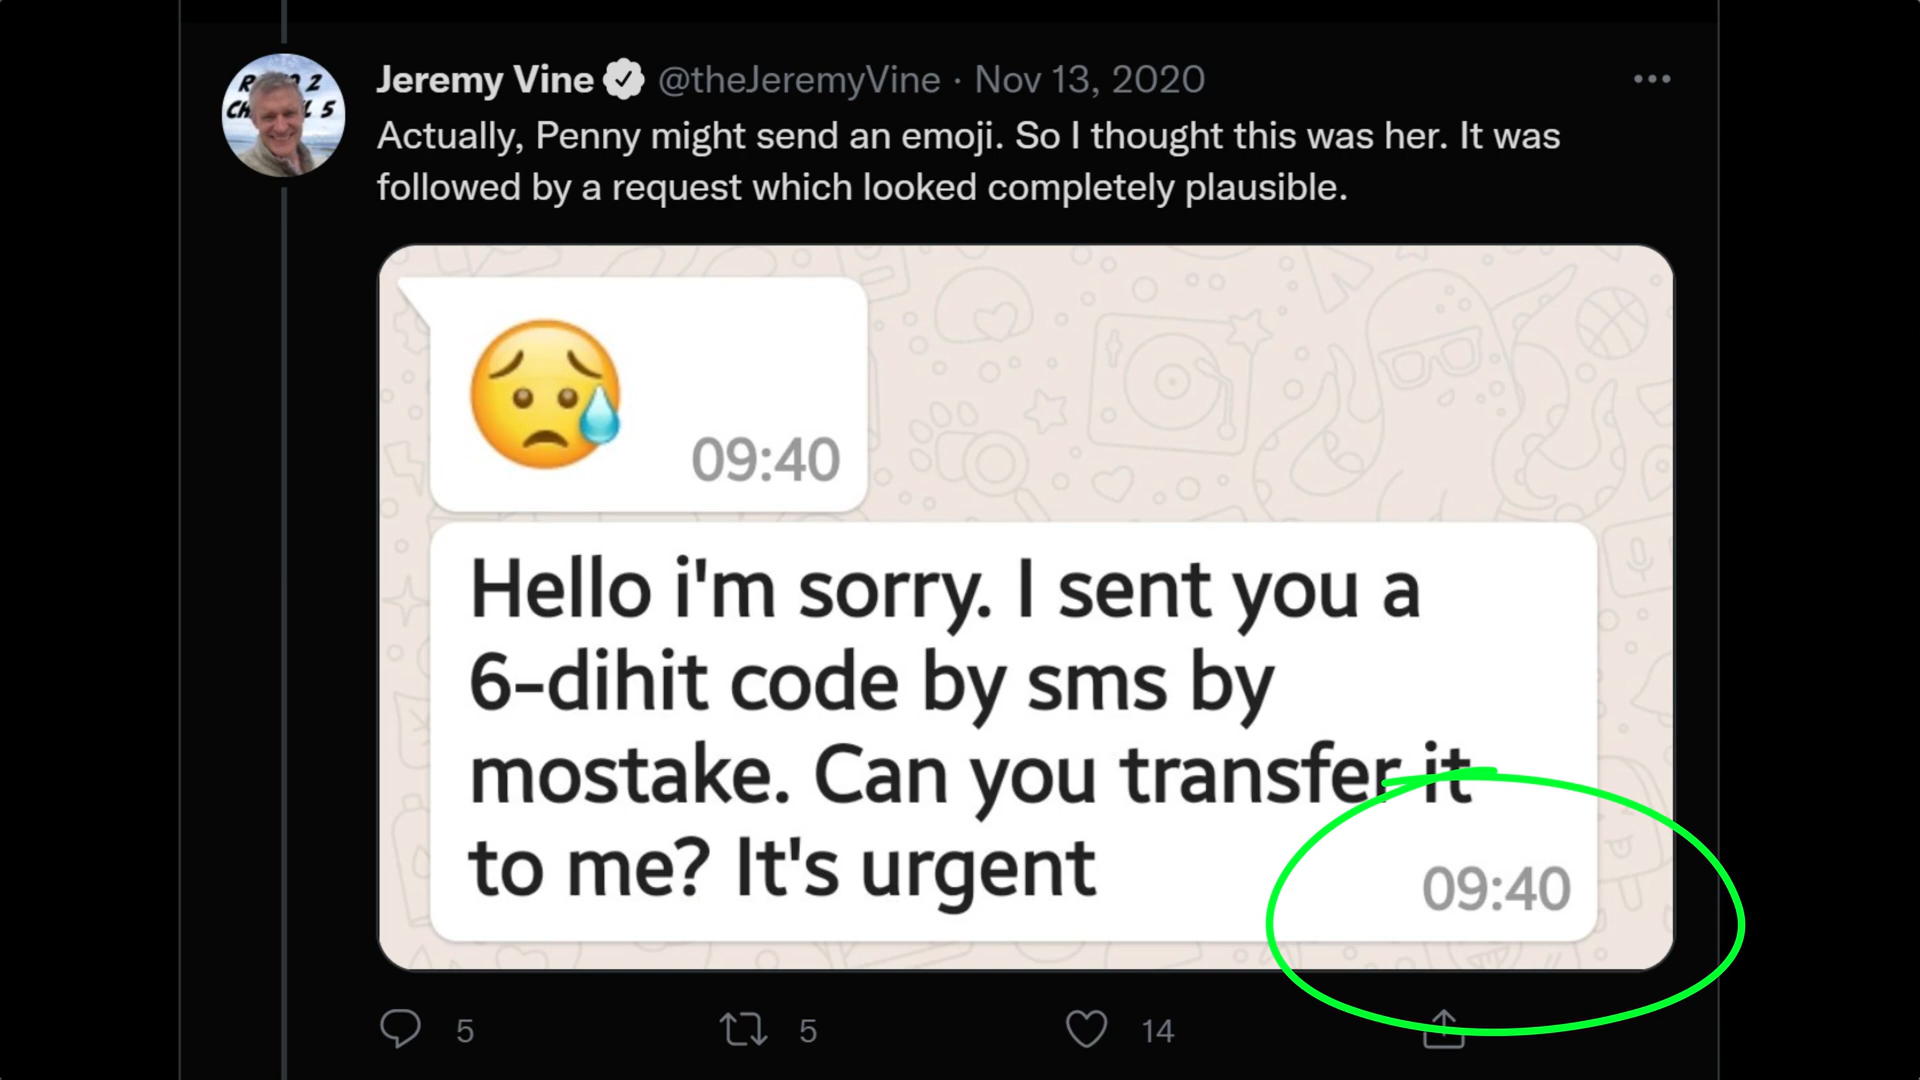 Jeremy Vine @theJeremyVine · Nov 13, 2020
Actually, Penny might send an emoji. So I thought this was her. It was
followed by a request which looked completely plausible.
09:40
Hello i'm sorry. I sent you a
6-dihit code by sms by
mostake. Can you transfer it
to me? It's urgent
09:40
5 5 14